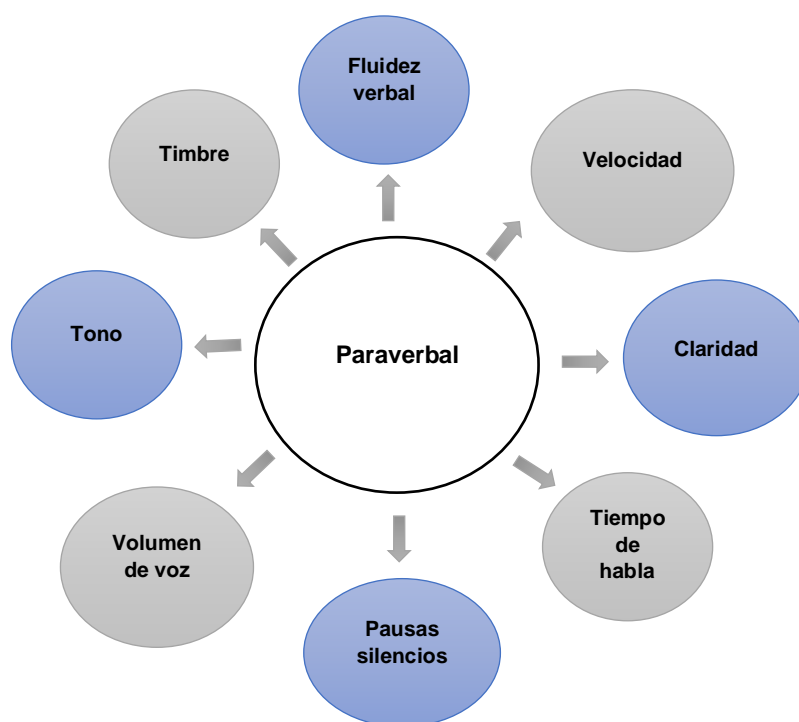 Fluidez
verbal
Timbre
Velocidad
Tono
Paraverbal
Claridad
Volumen
de voz
Tiempo
de
habla
Pausas
silencios